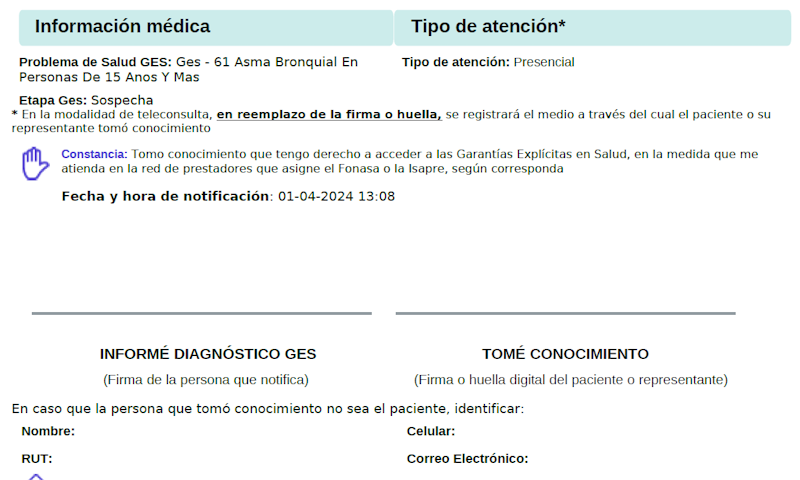 Información médica
Tipo de atención*
Problema de Salud GES: Ges - 61 Asma Bronquial En
Personas De 15 Anos Y Mas
Tipo de atención: Presencial
Etapa Ges: Sospecha
* En la modalidad de teleconsulta, en reemplazo de la firma o huella, se registrará el medio a través del cual el paciente o su
representante tomó conocimiento
Constancia: Tomo conocimiento que tengo derecho a acceder a las Garantías Explícitas en Salud, en la medida que me
atienda en la red de prestadores que asigne el Fonasa o la Isapre, según corresponda
Fecha y hora de notificación: 01-04-2024 13:08
INFORMÉ DIAGNÓSTICO GES
TOMÉ CONOCIMIENTO
(Firma de la persona que notifica)
(Firma o huella digital del paciente o representante)
En caso que la persona que tomó conocimiento no sea el paciente, identificar:
Nombre:
Celular:
RUT:
Correo Electrónico: